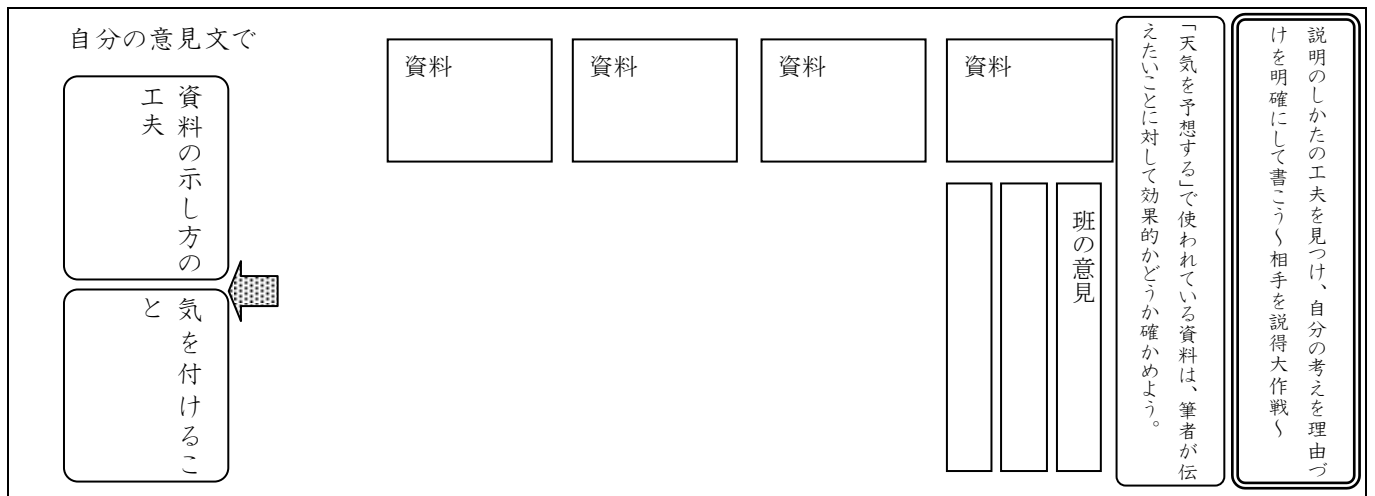 説明のしかたの工夫を見つけ、自分の考えを理由づ
けを明確にして書こう～相手を説得大作戦～
「天気を予想する」で使われている資料は、筆者が伝
えたいことに対して効果的かどうか確かめよう。
資料
班の意見
資料
資料
資料
自分の意見文で
資料の示し方の
工夫
気を付けるこ
と